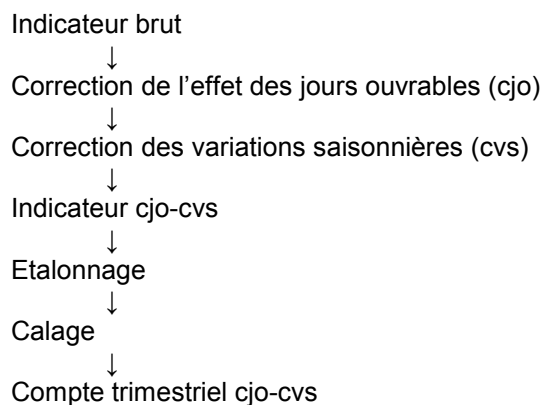 Indicateur brut
↓
Correction de l’effet des jours ouvrables (cjo)
↓
Correction des variations saisonnières (cvs)
↓
Indicateur cjo-cvs
↓
Etalonnage
↓
Calage
↓
Compte trimestriel cjo-cvs